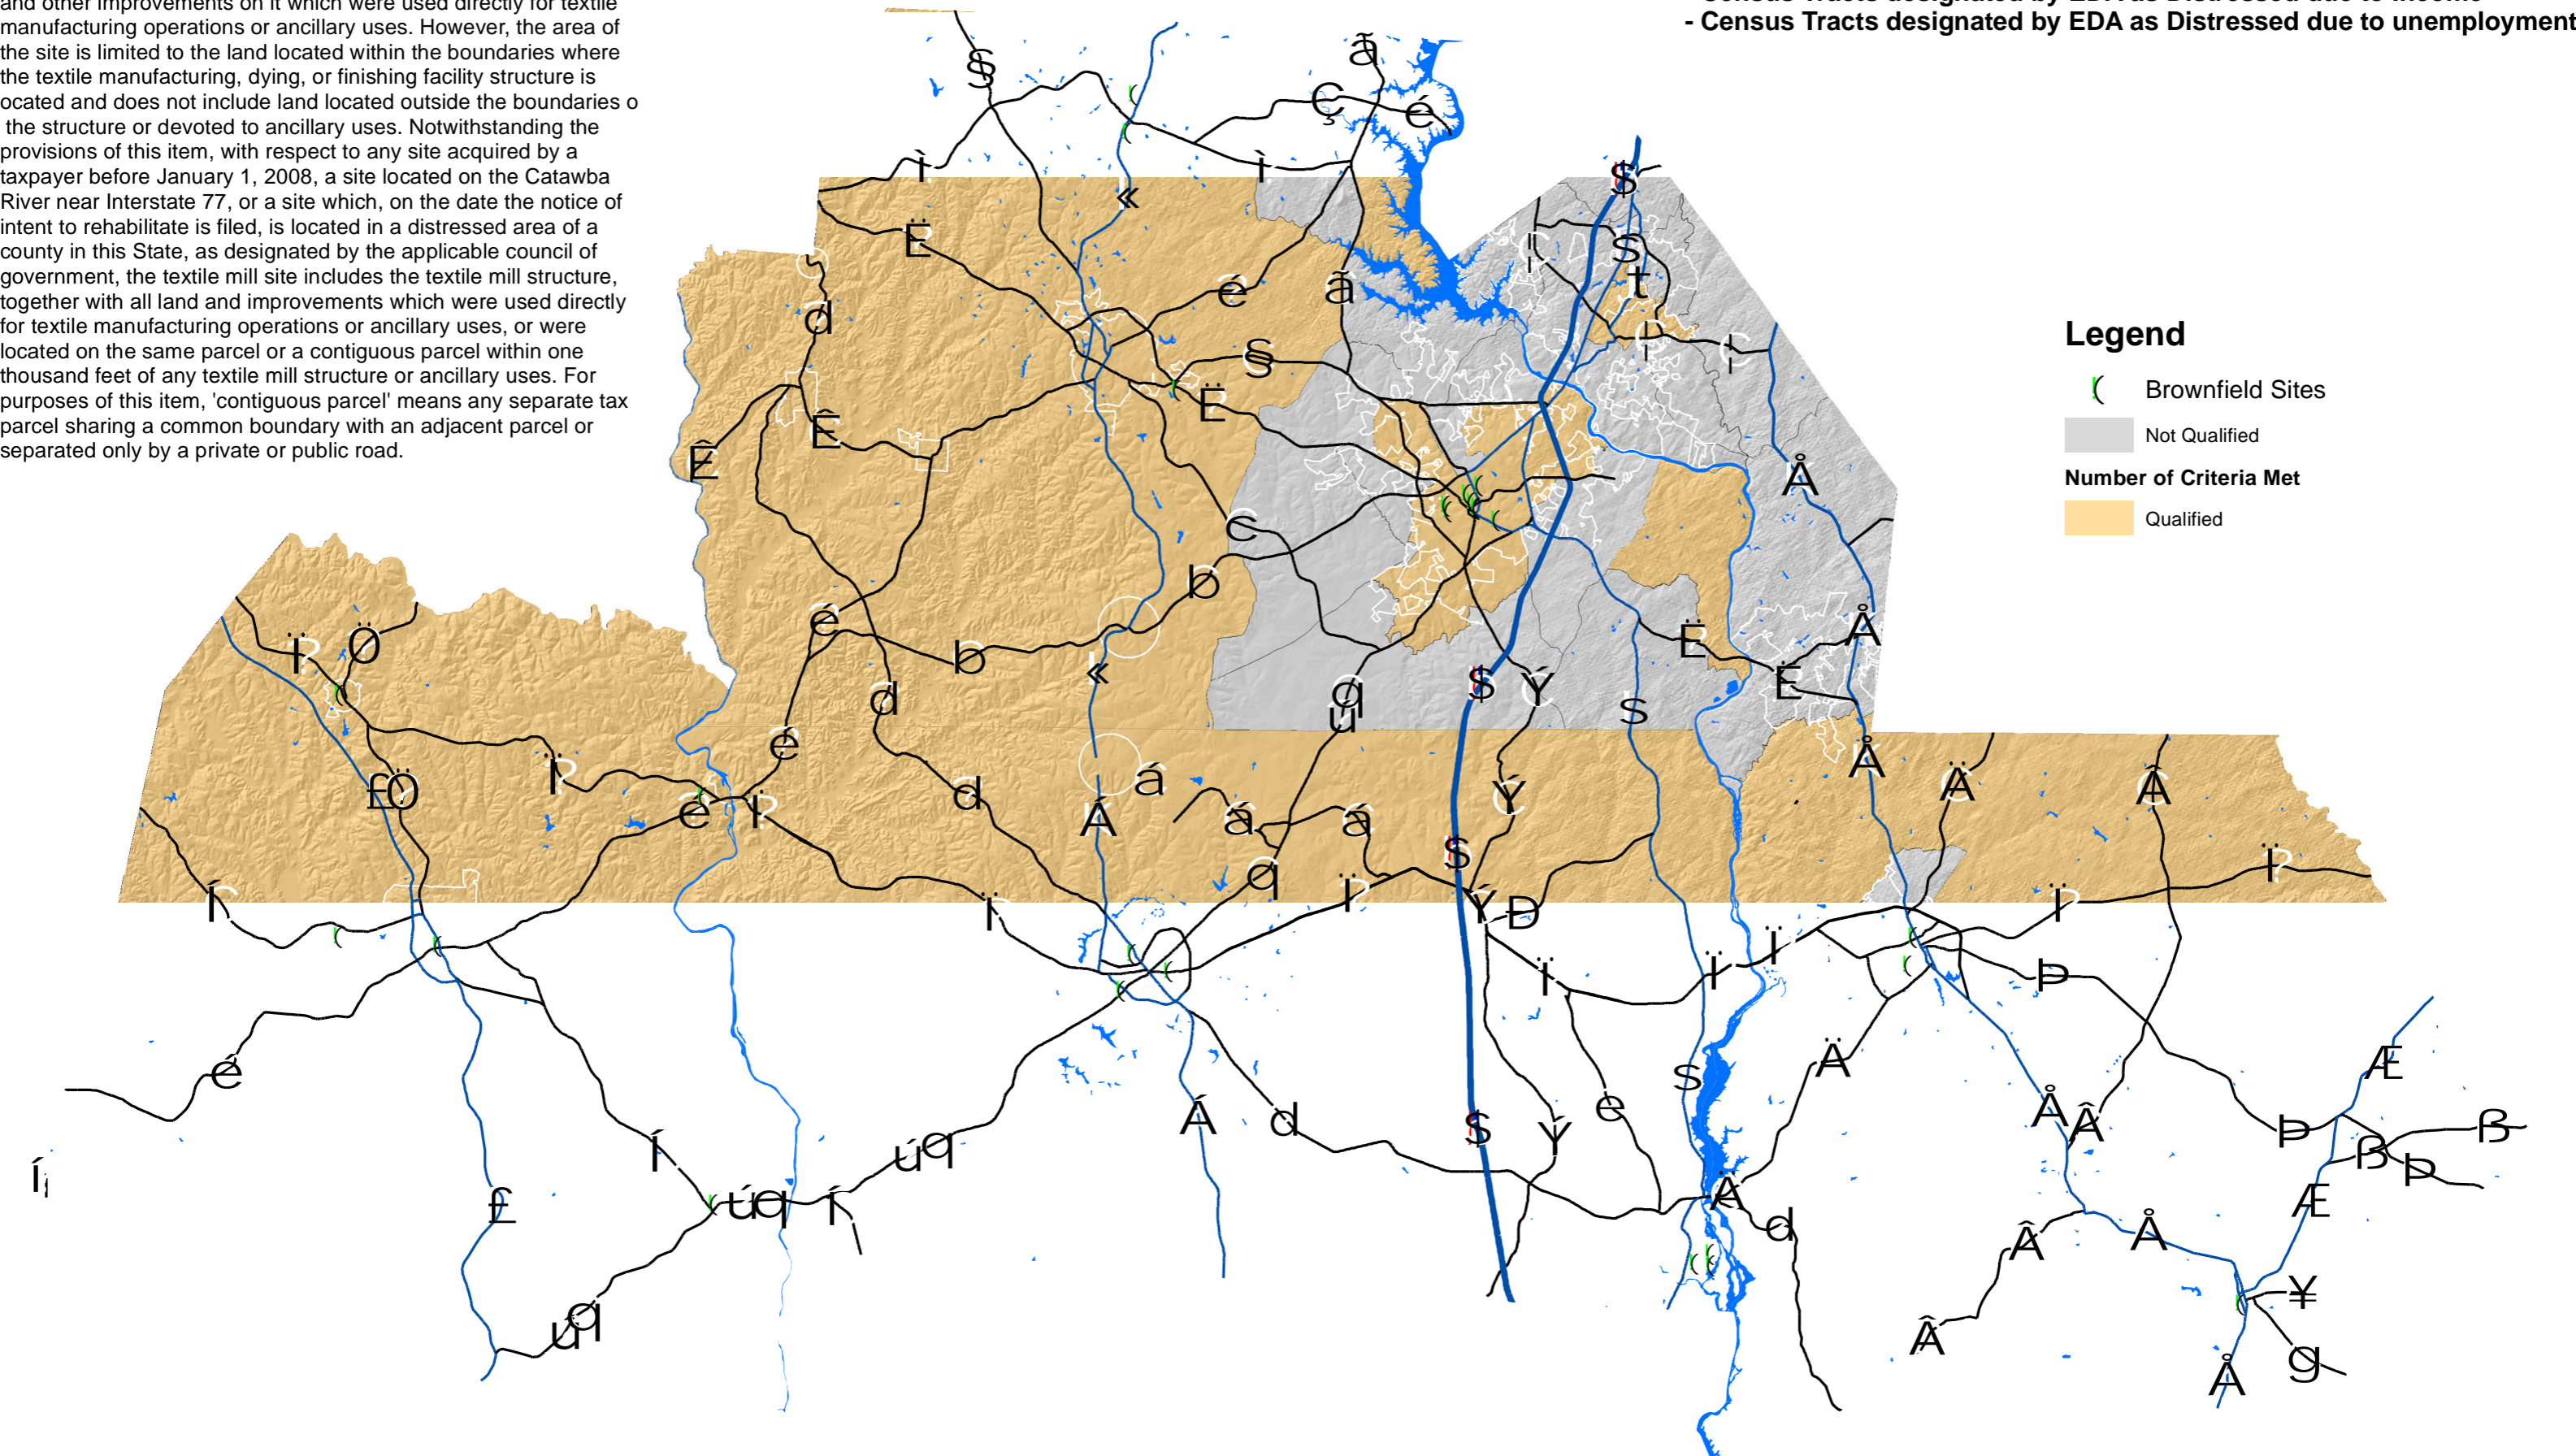 and other improvements on it which were used directly for textile
manufacturing operations or ancillary uses. However, the area of
the site is limited to the land located within the boundaries where
the textile manufacturing, dying, or finishing facility structure is
ocated and does not include land located outside the boundaries o
the structure or devoted to ancillary uses. Notwithstanding the
provisions of this item, with respect to any site acquired by a
taxpayer before January 1, 2008, a site located on the Catawba
River near Interstate 77, or a site which, on the date the notice of
intent to rehabilitate is filed, is located in a distressed area of a
county in this State, as designated by the applicable council of
government, the textile mill site includes the textile mill structure,
together with all land and improvements which were used directly
for textile manufacturing operations or ancillary uses, or were
located on the same parcel or a contiguous parcel within one
thousand feet of any textile mill structure or ancillary uses. For
purposes of this item, 'contiguous parcel' means any separate tax
parcel sharing a common boundary with an adjacent parcel or
separated only by a private or public road.
- Census Tracts designated by EDA as Distressed due to income
- Census Tracts designated by EDA as Distressed due to unemployment
Legend
Brownfield Sites
Not Qualified
Number of Criteria Met
Qualified